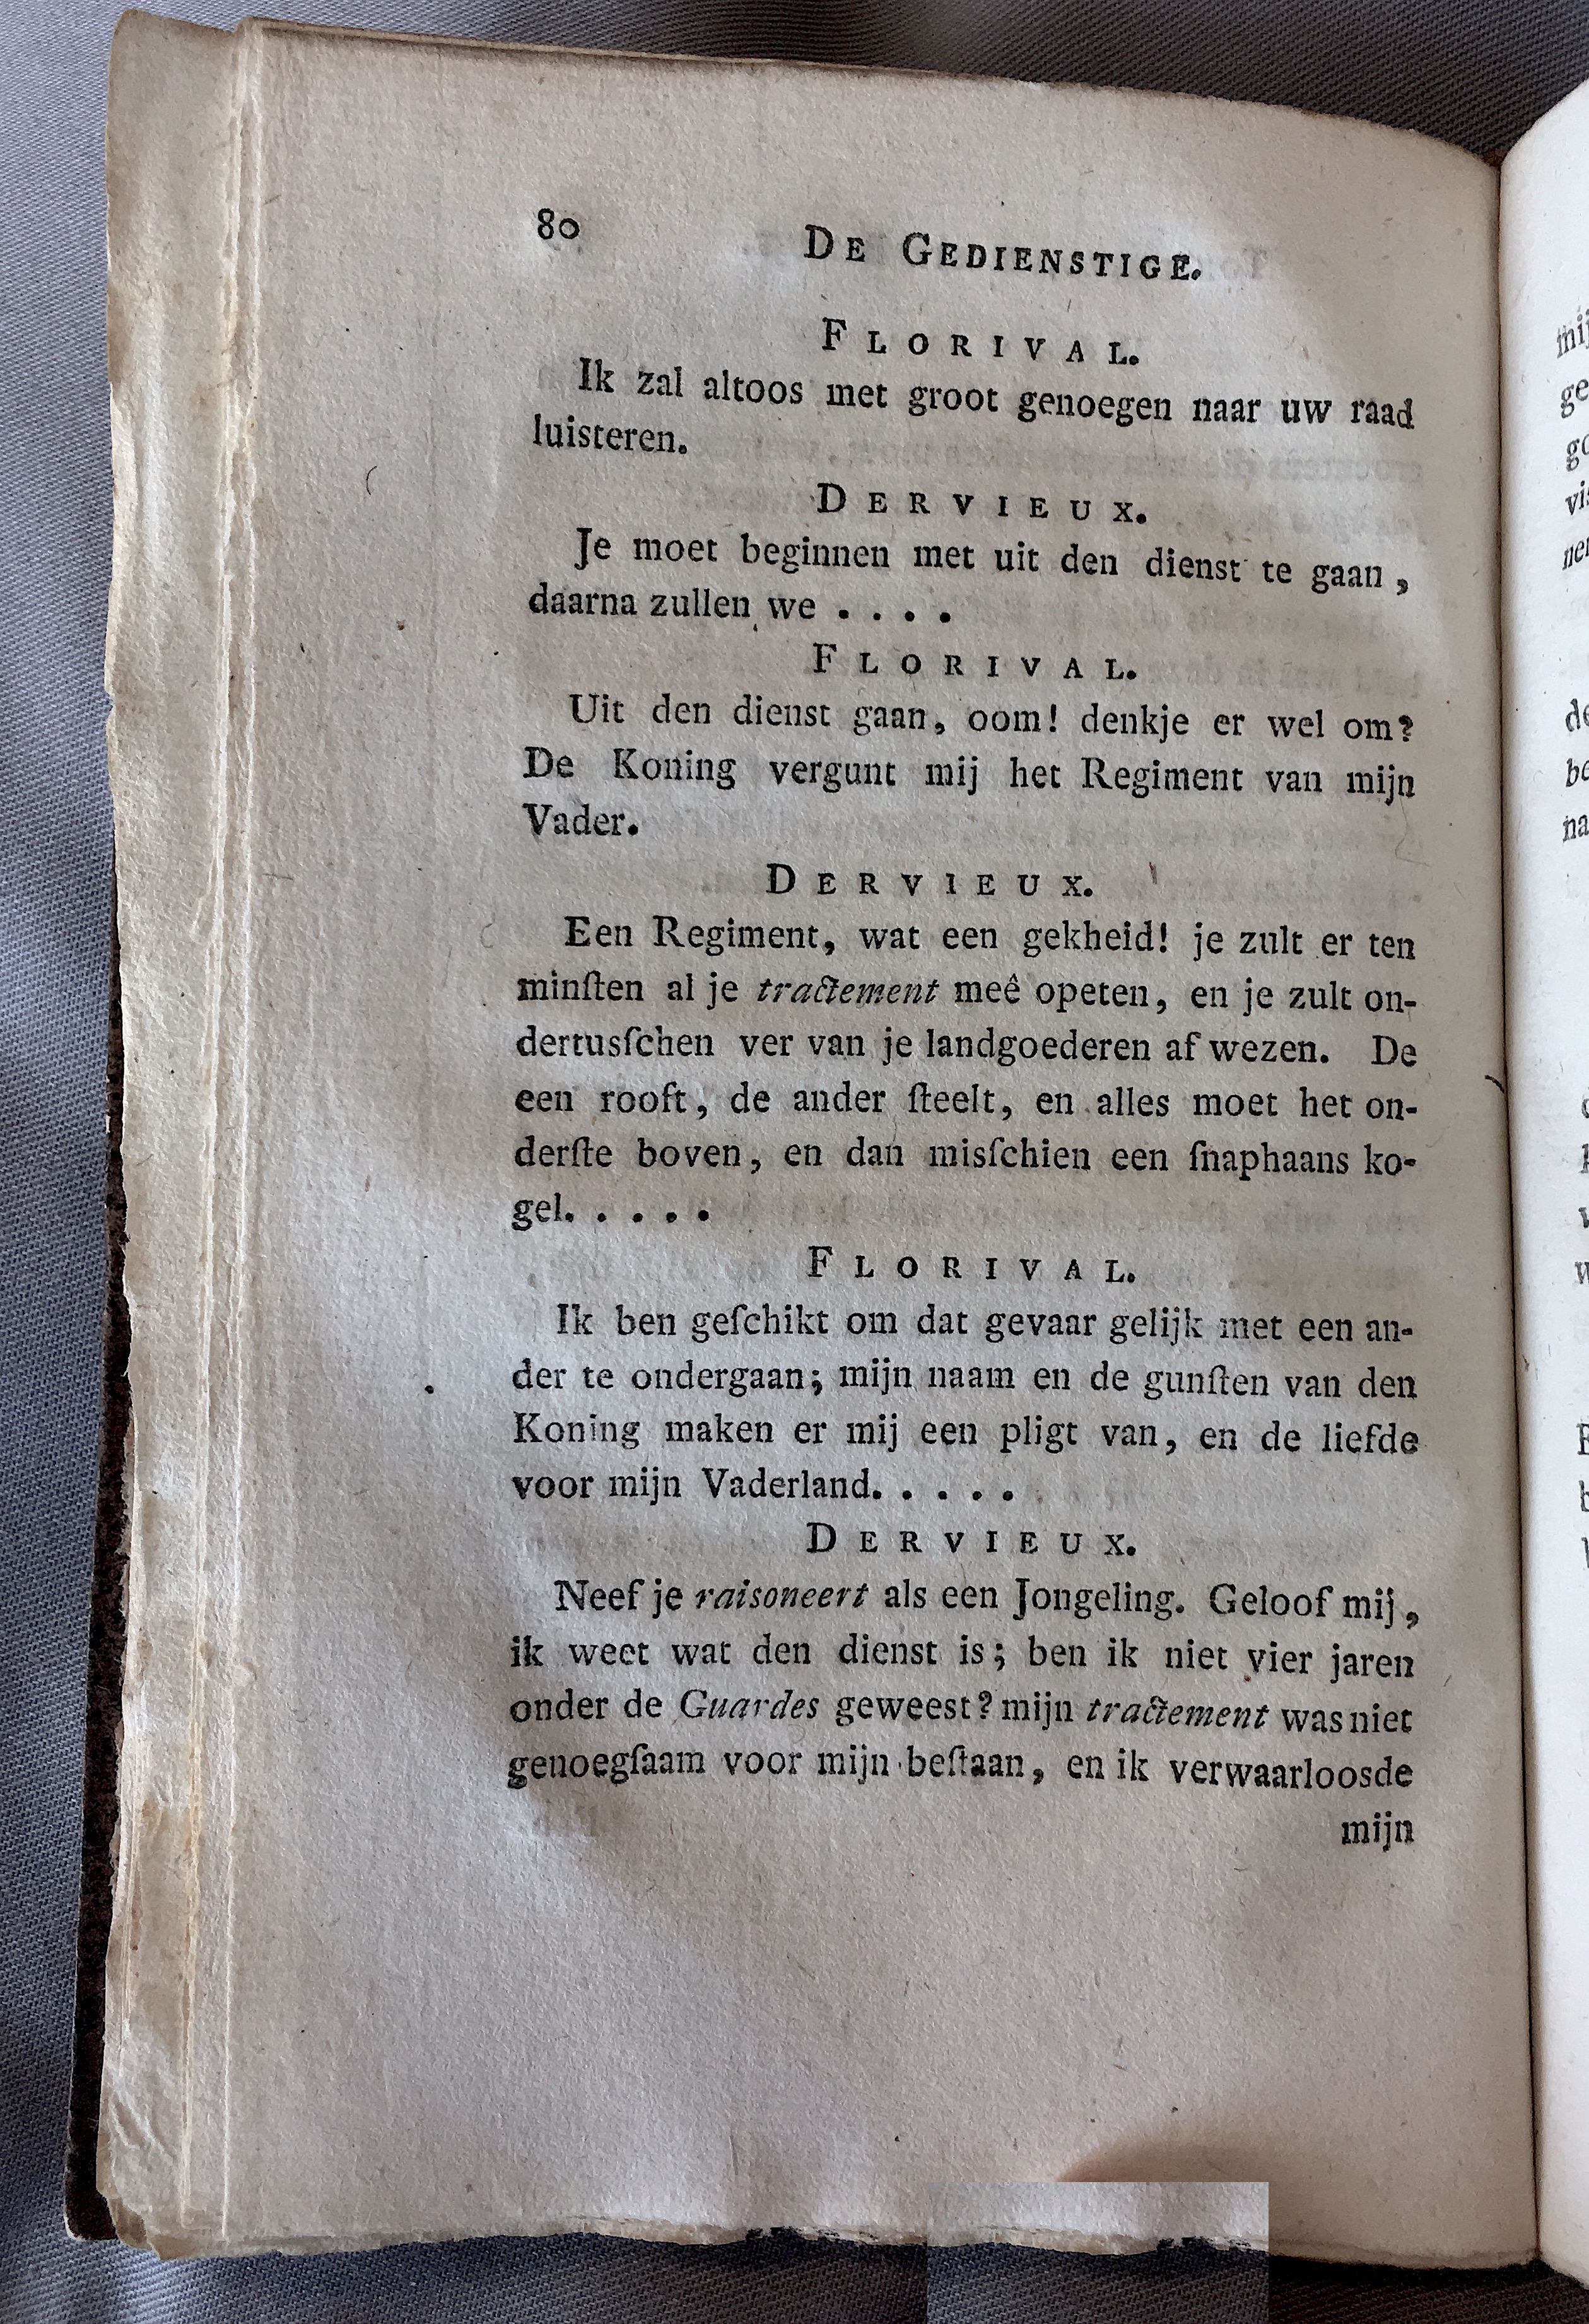 80
DE GEDIENSTIGE.
FLORIVAL.
Ik zal altoos met groot genoegen naar uw raad
luisteren.
DERVIEUX.
Je moet beginnen met uit den dienst te gaan,
daarna zullen we . . . .
FLORIVAL.
Uit den dienst gaan, oom! denkje er wel om?
De Koning vergunt mij het Regiment van mijn
Vader.
DERVIEUX.
Een Regiment, wat een gekheid! je zult er ten
minſten al je tractement meê opeten, en je zult on-
dertusſchen ver van je landgoederen af wezen. De
een rooft, de ander ſteelt, en alles moet het on-
derſte boven, en dan misſchien een ſnaphaans ko-
gel. . . . .
FLORIVAL.
Ik ben geſchikt om dat gevaar gelijk met een an-
der te ondergaan; mijn naam en de gunſten van den
Koning maken er mij een pligt van, en de liefde
voor mijn Vaderland. . . . .
DERVIEUX.
Neef je raisoneert als een Jongeling. Geloof mij,
ik weet wat den dienst is; ben ik niet vier jaren
onder de Guardes geweest? mijn tractement was niet
genoegſaam voor mijn beſtaan, en ik verwaarloosde
mijn
mij
ge
de
na